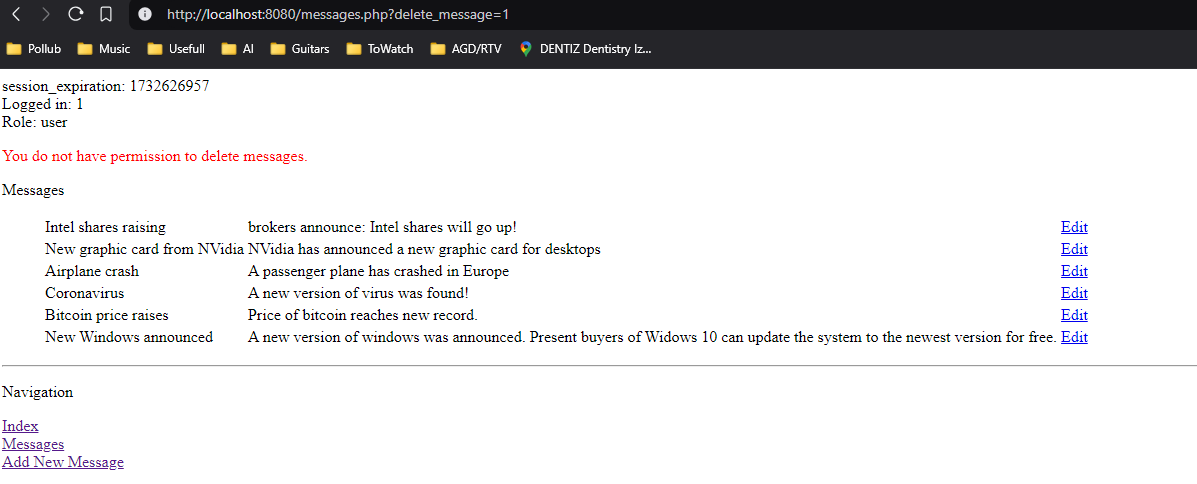 http://localhost:8080/messages.php?delete_message=1
Pollub Music Usefull AI Guitars ToWatch AGD/RTV DENTIZ Dentistry Iz...
session_expiration: 1732626957
Logged in: 1
Role: user
You do not have permission to delete messages.
Messages
Intel shares raising brokers announce: Intel shares will go up! Edit
New graphic card from NVidia NVidia has announced a new graphic card for desktops Edit
Airplane crash A passenger plane has crashed in Europe Edit
Coronavirus A new version of virus was found! Edit
Bitcoin price raises Price of bitcoin reaches new record. Edit
New Windows announced A new version of windows was announced. Present buyers of Widows 10 can update the system to the newest version for free. Edit
Navigation
Index
Messages
Add New Message